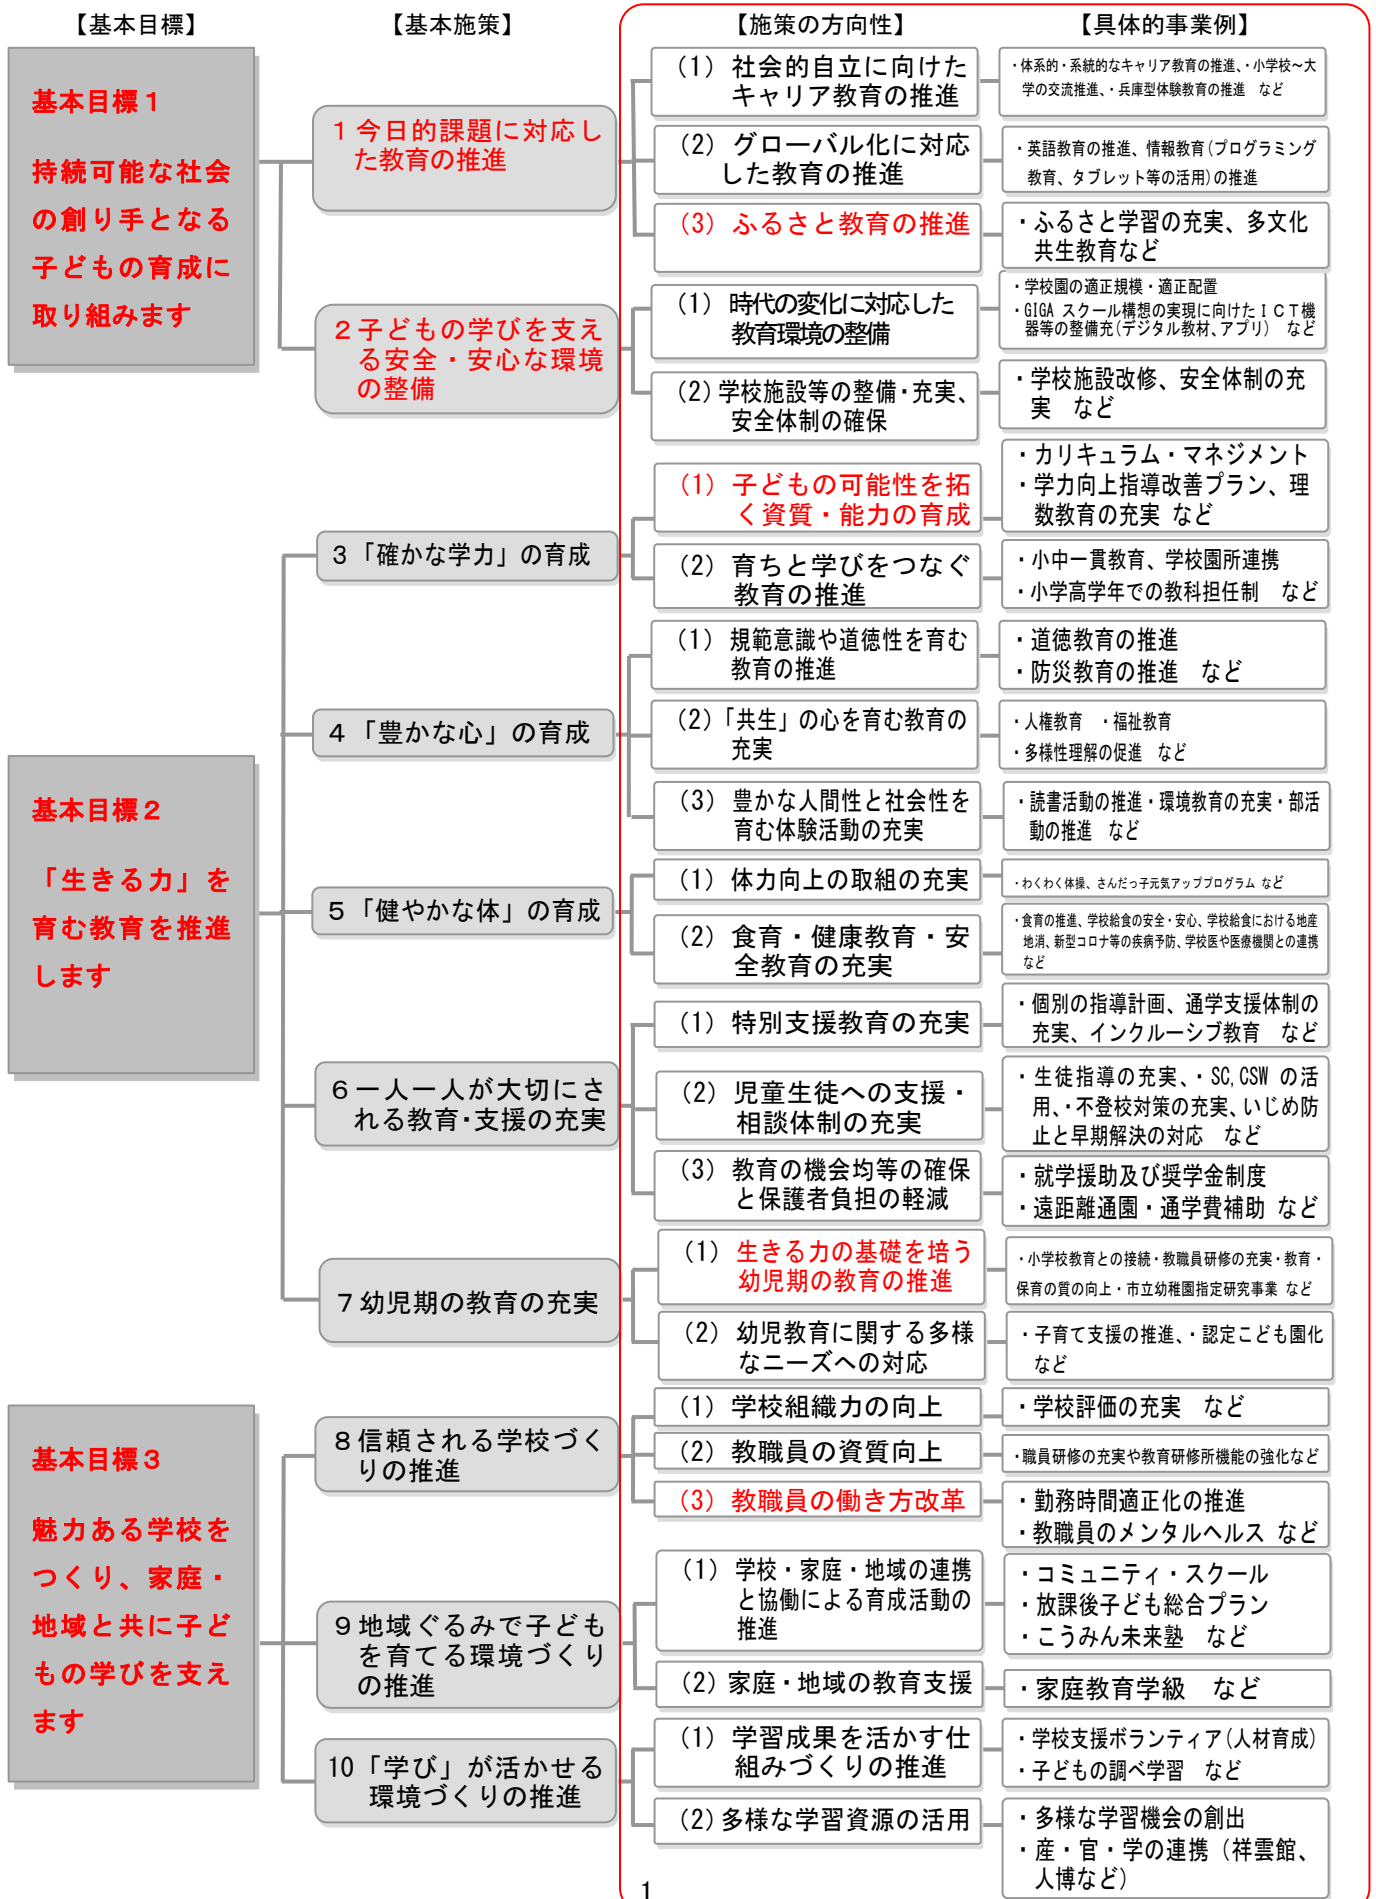 【基本目標】
【基本施策】
【施策の方向性】
【具体的事業例】
基本目標１
持続可能な社会
の創り手となる
子どもの育成に
取り組みます
１今日的課題に対応し
た教育の推進
(1) 社会的自立に向けた
キャリア教育の推進
・体系的・系統的なキャリア教育の推進、・小学校～大
学の交流推進、・兵庫型体験教育の推進　など
(2) グローバル化に対応
した教育の推進
・英語教育の推進、情報教育(プログラミング
教育、タブレット等の活用)の推進
(3) ふるさと教育の推進
・ふるさと学習の充実、多文化
共生教育など
２子どもの学びを支え
る安全・安心な環境
の整備
(1) 時代の変化に対応した
教育環境の整備
・学校園の適正規模・適正配置
・GIGA スクール構想の実現に向けたＩＣＴ機
器等の整備充(デジタル教材、アプリ)　など
(2) 学校施設等の整備・充実、
安全体制の確保
・学校施設改修、安全体制の充
実　など
基本目標２
「生きる力」を
育む教育を推進
します
３「確かな学力」の育成
(1) 子どもの可能性を拓
く資質・能力の育成
・カリキュラム・マネジメント
・学力向上指導改善プラン、理
数教育の充実 など
(2) 育ちと学びをつなぐ
教育の推進
・小中一貫教育、学校園所連携
・小学高学年での教科担任制　など
４「豊かな心」の育成
(1) 規範意識や道徳性を育む
教育の推進
・道徳教育の推進
・防災教育の推進　など
(2)「共生」の心を育む教育の
充実
・人権教育　・福祉教育
・多様性理解の促進　など
(3) 豊かな人間性と社会性を
育む体験活動の充実
・読書活動の推進・環境教育の充実・部活
動の推進　など
５「健やかな体」の育成
(1) 体力向上の取組の充実
・わくわく体操、さんだっ子元気アッププログラム など
(2) 食育・健康教育・安
全教育の充実
・食育の推進、学校給食の安全・安心、学校給食における地産
地消、新型コロナ等の疾病予防、学校医や医療機関との連携
など
６一人一人が大切にさ
れる教育・支援の充実
(1) 特別支援教育の充実
・個別の指導計画、通学支援体制の
充実、インクルーシブ教育　など
(2) 児童生徒への支援・
相談体制の充実
・生徒指導の充実、・SC,CSW の活
用、・不登校対策の充実、いじめ防
止と早期解決の対応　など
(3) 教育の機会均等の確保
と保護者負担の軽減
・就学援助及び奨学金制度
・遠距離通園・通学費補助 など
７幼児期の教育の充実
(1) 生きる力の基礎を培う
幼児期の教育の推進
・小学校教育との接続・教職員研修の充実・教育・
保育の質の向上・市立幼稚園指定研究事業 など
(2) 幼児教育に関する多様
なニーズへの対応
・子育て支援の推進、・認定こども園化
など
基本目標３
魅力ある学校を
つくり、家庭・
地域と共に子ど
もの学びを支え
ます
８信頼される学校づく
りの推進
(1) 学校組織力の向上
・学校評価の充実　など
(2) 教職員の資質向上
・職員研修の充実や教育研修所機能の強化など
(3) 教職員の働き方改革
・勤務時間適正化の推進
・教職員のメンタルヘルス など
９地域ぐるみで子ども
を育てる環境づくり
の推進
(1) 学校・家庭・地域の連携
と協働による育成活動の
推進
・コミュニティ・スクール
・放課後子ども総合プラン
・こうみん未来塾　など
(2) 家庭・地域の教育支援
・家庭教育学級　など
10「学び」が活かせる
環境づくりの推進
(1) 学習成果を活かす仕
組みづくりの推進
・学校支援ボランティア(人材育成)
・子どもの調べ学習　など
(2) 多様な学習資源の活用
・多様な学習機会の創出
・産・官・学の連携（祥雲館、
人博など）
1